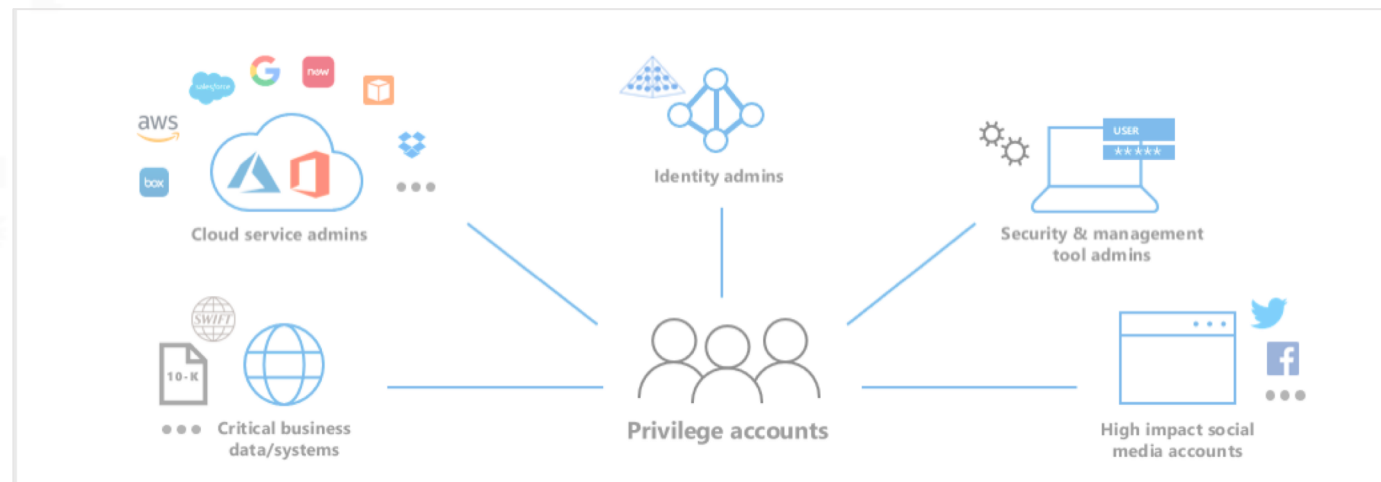 salesforce
G
now
aws
box
Cloud service admins
Identity admins
USER
*****
Security & management
tool admins
SWIFT
10-K
Critical business
data/systems
Privilege accounts
f
High impact social
media accounts